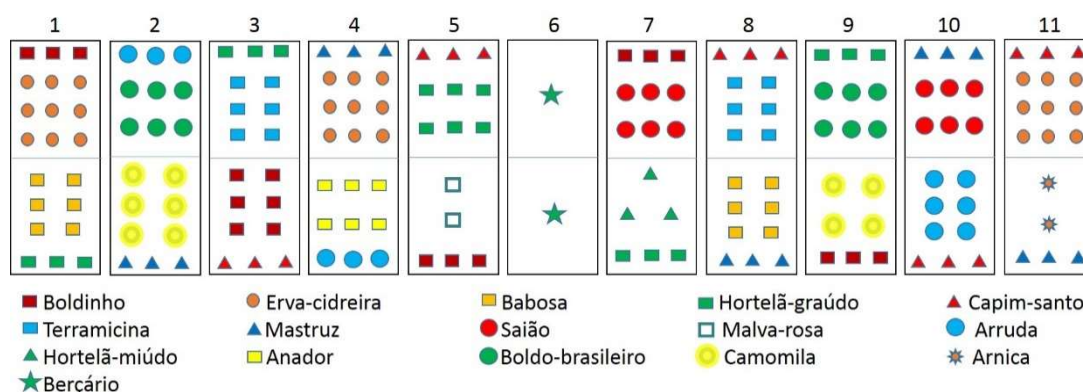 1 2 3 4 5 6 7 8 9 10 11
Boldinho Erva-cidreira Babosa Hortelã-graúdo Capim-santo
Terramicina Mastruz Saião Malva-rosa Arruda
Hortelã-miúdo Anador Boldo-brasileiro Camomila Arnica
Berçário